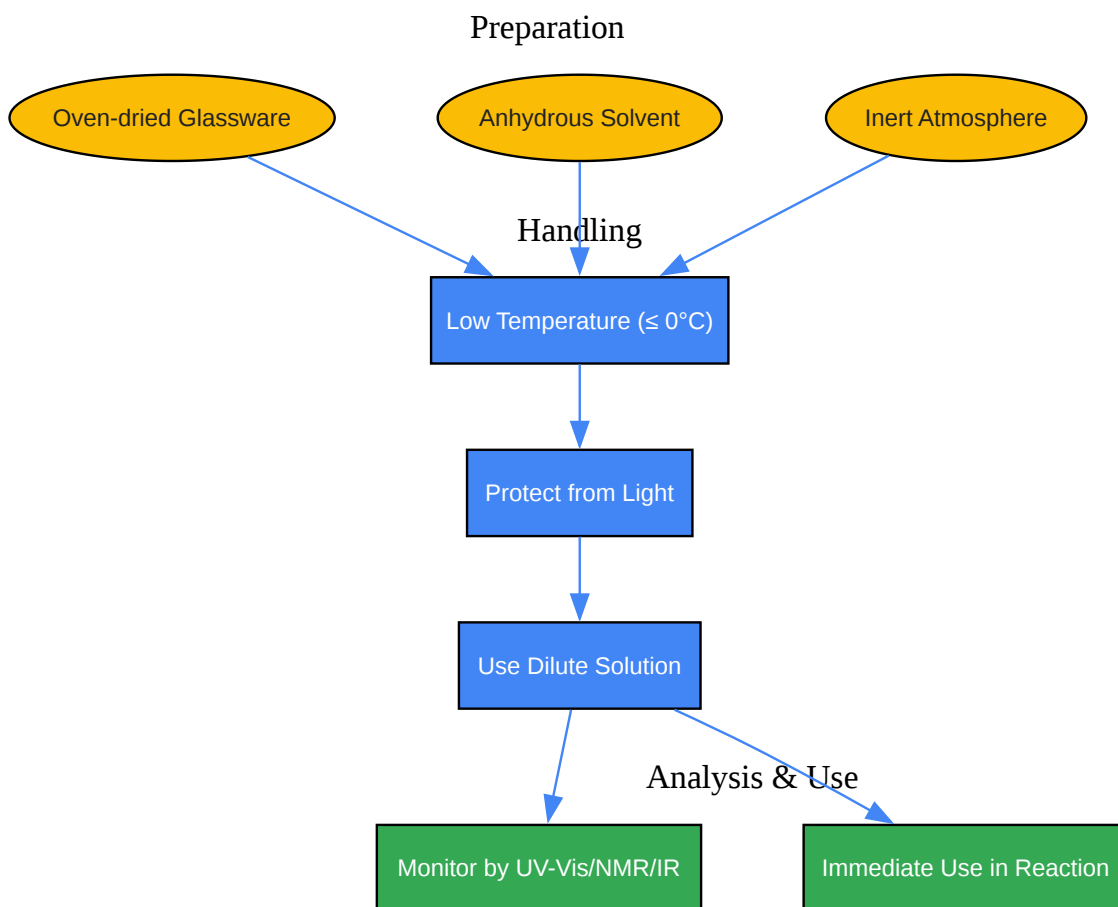 Preparation
Oven-dried Glassware
Anhydrous Solvent
Inert Atmosphere
Handling
Low Temperature (≤ 0°C)
Protect from Light
Use Dilute Solution
Analysis & Use
Monitor by UV-Vis/NMR/IR
Immediate Use in Reaction